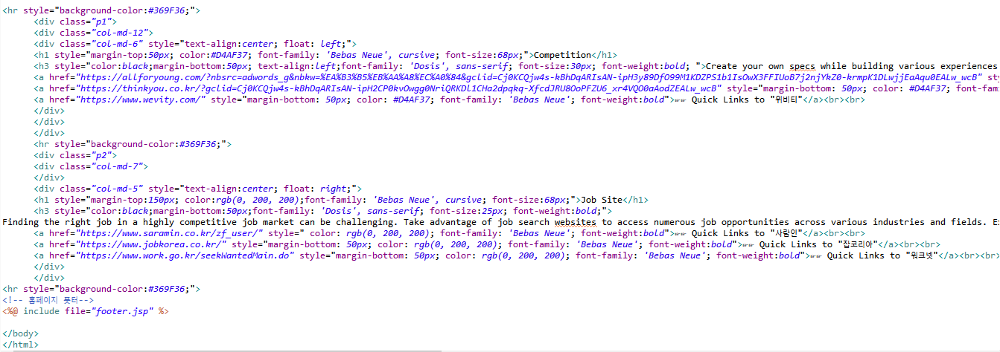 <hr style="background-color:#369F36;">
<div class="p1">
<div class="col-md-12">
<div class="col-md-6" style="text-align:center; float: left;">
<h1 style="margin-top:50px; color:#D4AF37; font-family: 'Bebas Neue', cursive; font-size:68px;">Competition</h1>
<h3 style="color:black;margin-bottom:50px; text-align:left;font-family: 'Dosis', sans-serif; font-size:30px; font-weight:bold; ">Create your own specs while building various experiences
<a href="https://allforyoung.com/?nbsrc=adwords_g&nbkw=%EA%B3%B5%EB%AA%A8%EC%A0%84&gclid=Cj0KCQjw4s-kBhDqARIsAN-ipH3y89DfO99M1KDZPS1b1IsOwX3FFIUoB7j2njYkZ0-krmpK1DLwjjEaAqu0EALw_wcB" sty
<a href="https://thinkyou.co.kr/?gclid=Cj0KCQjw4s-kBhDqARIsAN-ipH2CP0kvOwgg0NriQRKDl1CHa2dpqkq-XfcdJRU8OoPFZU6_xr4VQO0aAodZEALw_wcB" style="margin-bottom: 50px; color: #D4AF37; font-fami
<a href="https://www.wevity.com/" style="margin-bottom: 50px; color: #D4AF37; font-family: 'Bebas Neue'; font-weight:bold">☞☞ Quick Links to "위비티"</a><br><br>
</div>
</div>
</div>
<hr style="background-color:#369F36;">
<div class="p2">
<div class="col-md-7">
</div>
<div class="col-md-5" style="text-align:center; float: right;">
<h1 style="margin-top:150px; color:rgb(0, 200, 200);font-family: 'Bebas Neue', cursive; font-size:68px;">Job Site</h1>
<h3 style="color:black;margin-bottom:50px;font-family: 'Dosis', sans-serif; font-size:25px; font-weight:bold;">
Finding the right job in a highly competitive job market can be challenging. Take advantage of job search websites to access numerous job opportunities across various industries and fields. E
<a href="https://www.saramin.co.kr/zf_user/" style=" color: rgb(0, 200, 200); font-family: 'Bebas Neue'; font-weight:bold">☞☞ Quick Links to "사람인"</a><br><br>
<a href="https://www.jobkorea.co.kr/" style="margin-bottom: 50px; color: rgb(0, 200, 200); font-family: 'Bebas Neue'; font-weight:bold">☞☞ Quick Links to "잡코리아"</a><br><br>
<a href="https://www.work.go.kr/seekWantedMain.do" style="margin-bottom: 50px; color: rgb(0, 200, 200); font-family: 'Bebas Neue'; font-weight:bold">☞☞ Quick Links to "워크넷"</a><br><br>
</div>
</div>
<hr style="background-color:#369F36;">
<!-- 홈페이지 풋터-->
<%@ include file="footer.jsp" %>
</body>
</html>